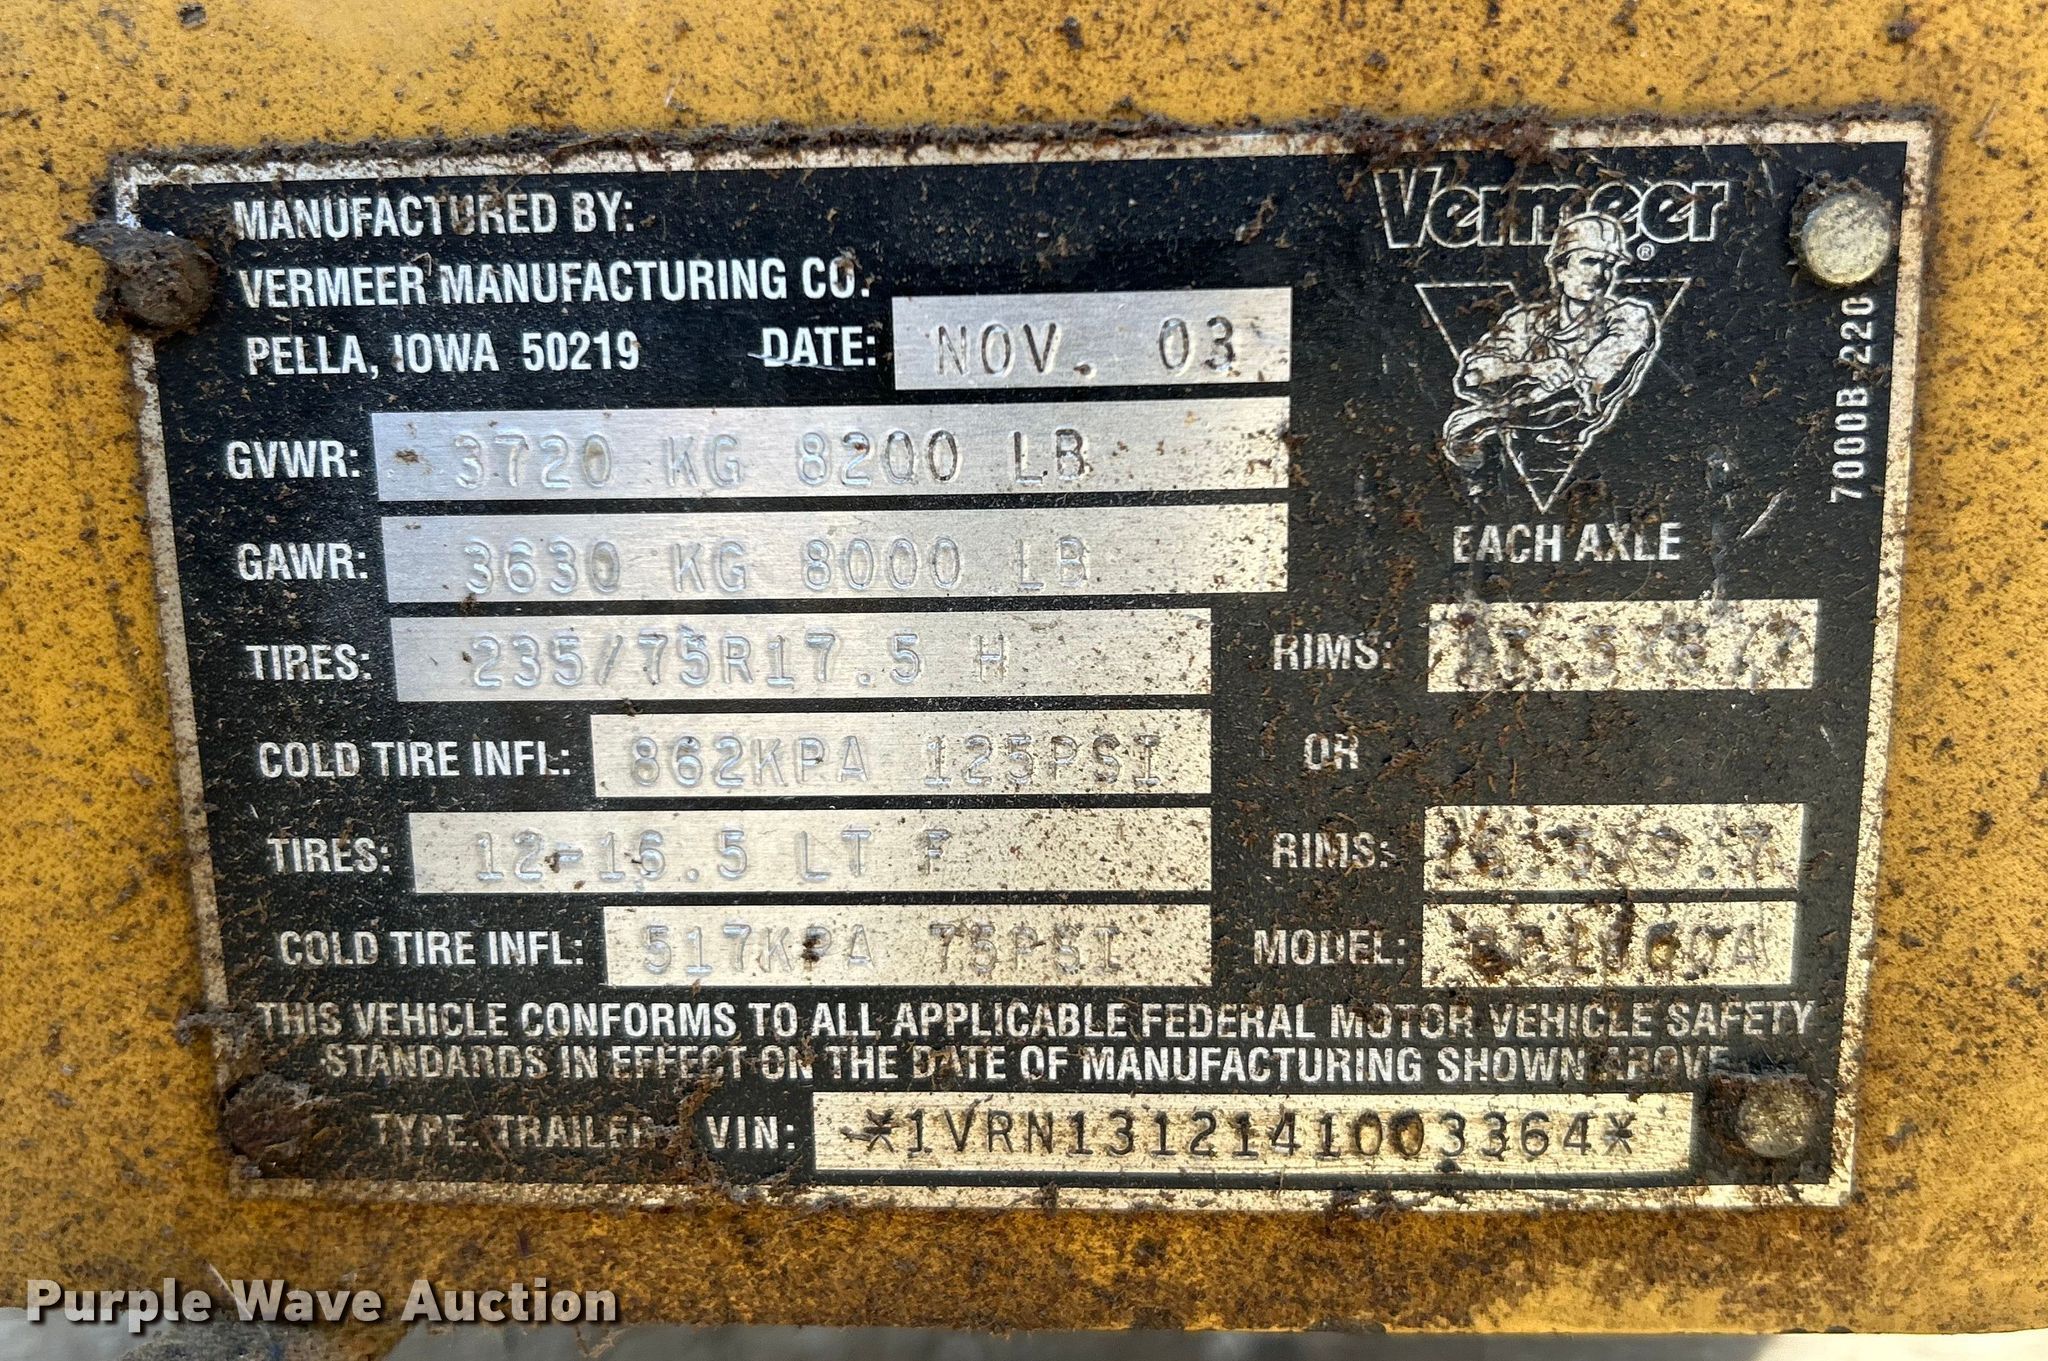 Vermeer®
MANUFACTURED BY:
VERMEER MANUFACTURING CO.
PELLA, IOWA 50219 DATE: NOV. 03
7000B-220
GVWR: 3720 KG 8200 LB
GAWR: 3630 KG 8000 LB EACH AXLE
TIRES: 235/75R17.5 H RIMS:
COLD TIRE INFL: 862KPA 125PSI OR
TIRES: 12-16.5 LT F RIMS:
COLD TIRE INFL: 517KPA 75PSI MODEL:
THIS VEHICLE CONFORMS TO ALL APPLICABLE FEDERAL MOTOR VEHICLE SAFETY
STANDARDS IN EFFECT ON THE DATE OF MANUFACTURING SHOWN ABOVE
TYPE: TRAILER VIN: *1VRN1312141003364*
Purple Wave Auction